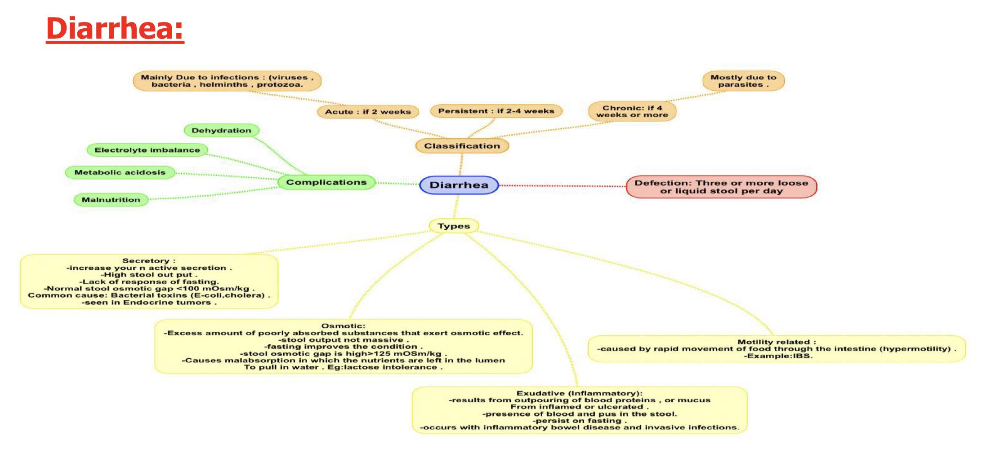 Diarrhea:
Mainly Due to infections : (viruses ,
bacteria , helminths , protozoa.
Mostly due to
parasites .
Acute : if 2 weeks
Persistent : if 2-4 weeks
Chronic: if 4
weeks or more
Dehydration
Electrolyte imbalance
Metabolic acidosis
Malnutrition
Classification
Complications
Diarrhea
Defection: Three or more loose
or liquid stool per day
Types
Secretory :
-increase your n active secretion .
-High stool out put .
-Lack of response of fasting.
-Normal stool osmotic gap <100 mOsm/kg .
Common cause: Bacterial toxins (E-coli,cholera) .
-seen in Endocrine tumors .
Osmotic:
-Excess amount of poorly absorbed substances that exert osmotic effect.
-stool output not massive .
-fasting improves the condition .
-stool osmotic gap is high>125 mOSm/kg .
-Causes malabsorption in which the nutrients are left in the lumen
To pull in water . Eg:lactose intolerance .
Motility related :
-caused by rapid movement of food through the intestine (hypermotility) .
-Example:IBS.
Exudative (Inflammatory):
-results from outpouring of blood proteins , or mucus
From inflamed or ulcerated .
-presence of blood and pus in the stool.
-persist on fasting .
-occurs with inflammatory bowel disease and invasive infections.